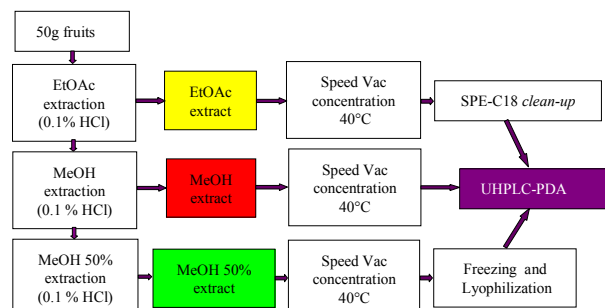 50g fruits
EtOAc
extraction
(0.1% HCl)
EtOAc
extract
Speed Vac
concentration
40°C
SPE-C18 clean-up
MeOH
extraction
(0.1 % HCl)
MeOH
extract
Speed Vac
concentration
40°C
UHPLC-PDA
MeOH 50%
extraction
(0.1 % HCl)
MeOH 50%
extract
Speed Vac
concentration
40°C
Freezing and
Lyophilization